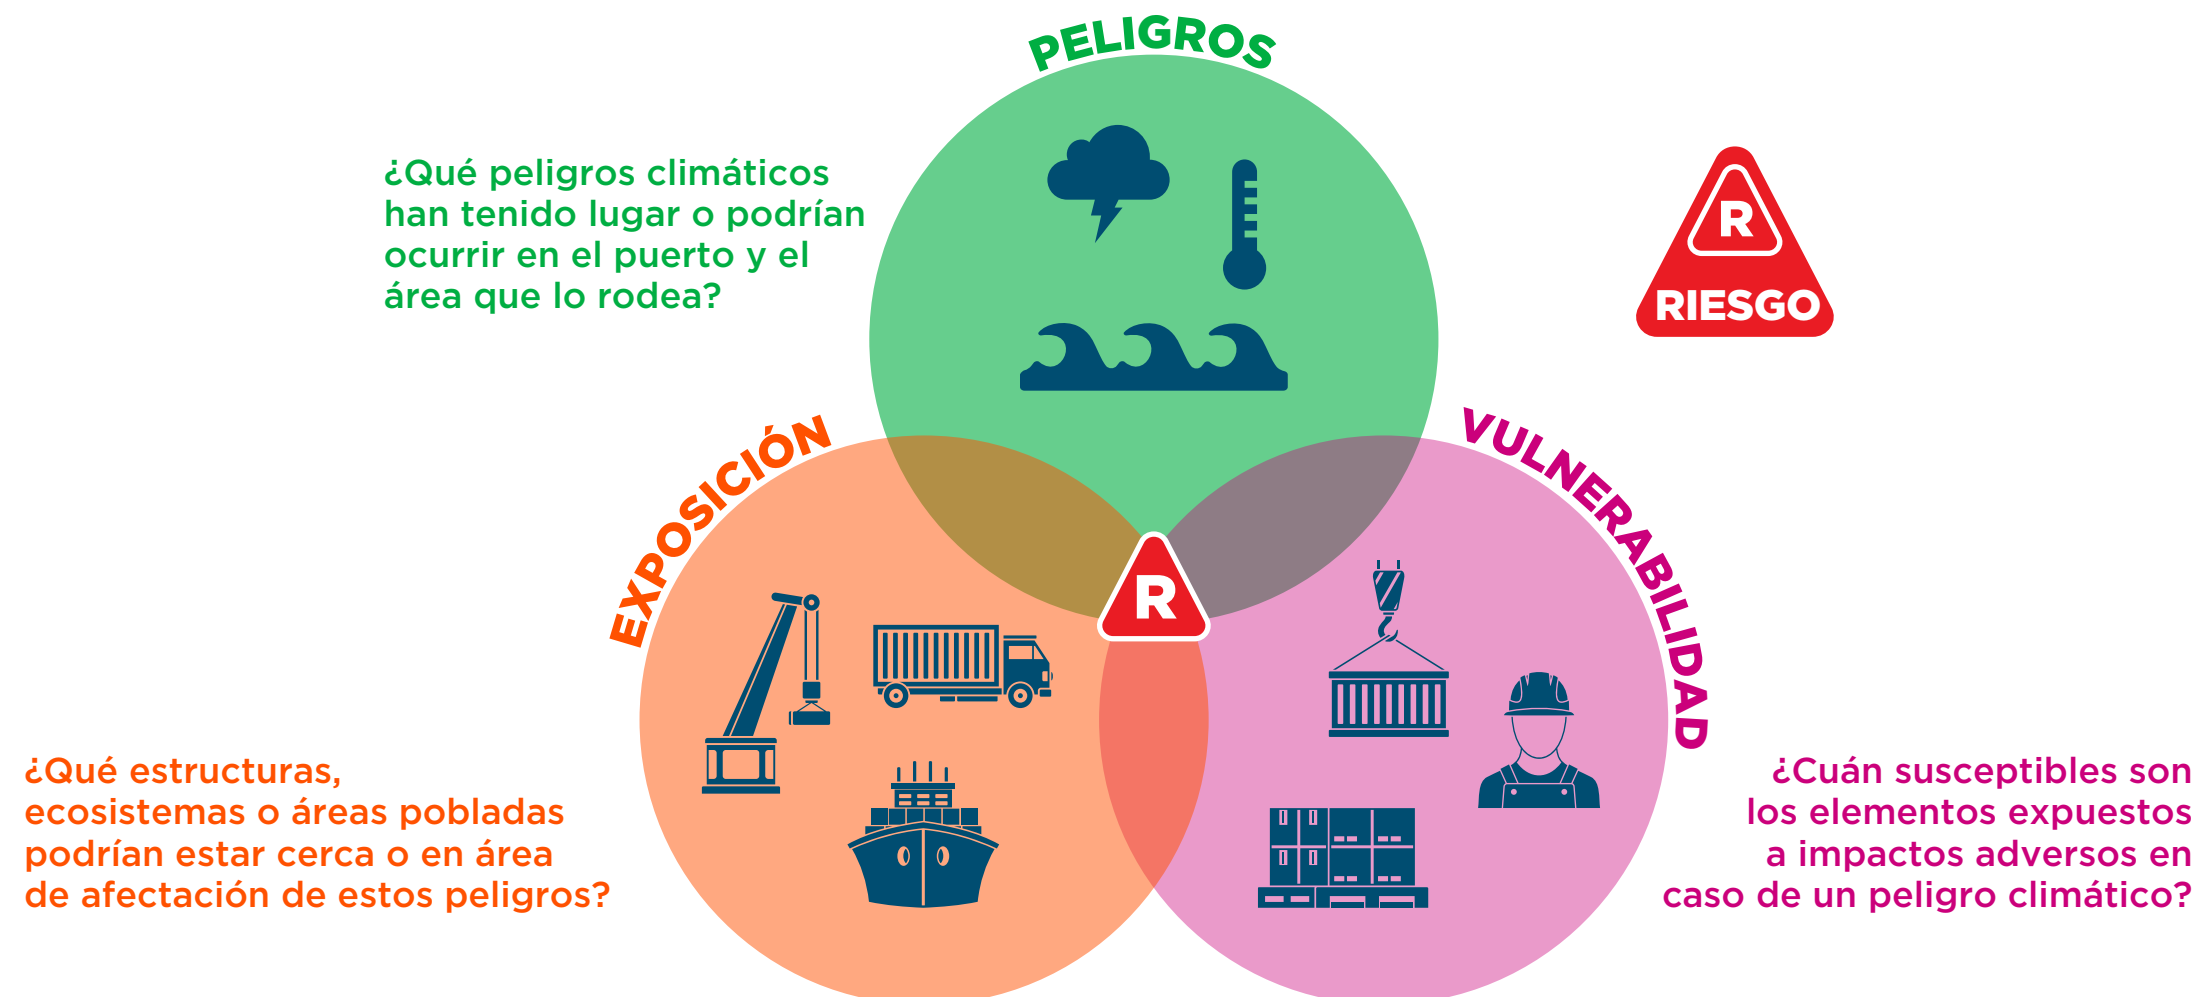 PELIGROS
¿Qué peligros climáticos
han tenido lugar o podrían
ocurrir en el puerto y el
área que lo rodea?
R
RIESGO
EXPOSICIÓN
VULNERABILIDAD
R
¿Qué estructuras,
ecosistemas o áreas pobladas
podrían estar cerca o en área
de afectación de estos peligros?
¿Cuán susceptibles son
los elementos expuestos
a impactos adversos en
caso de un peligro climático?